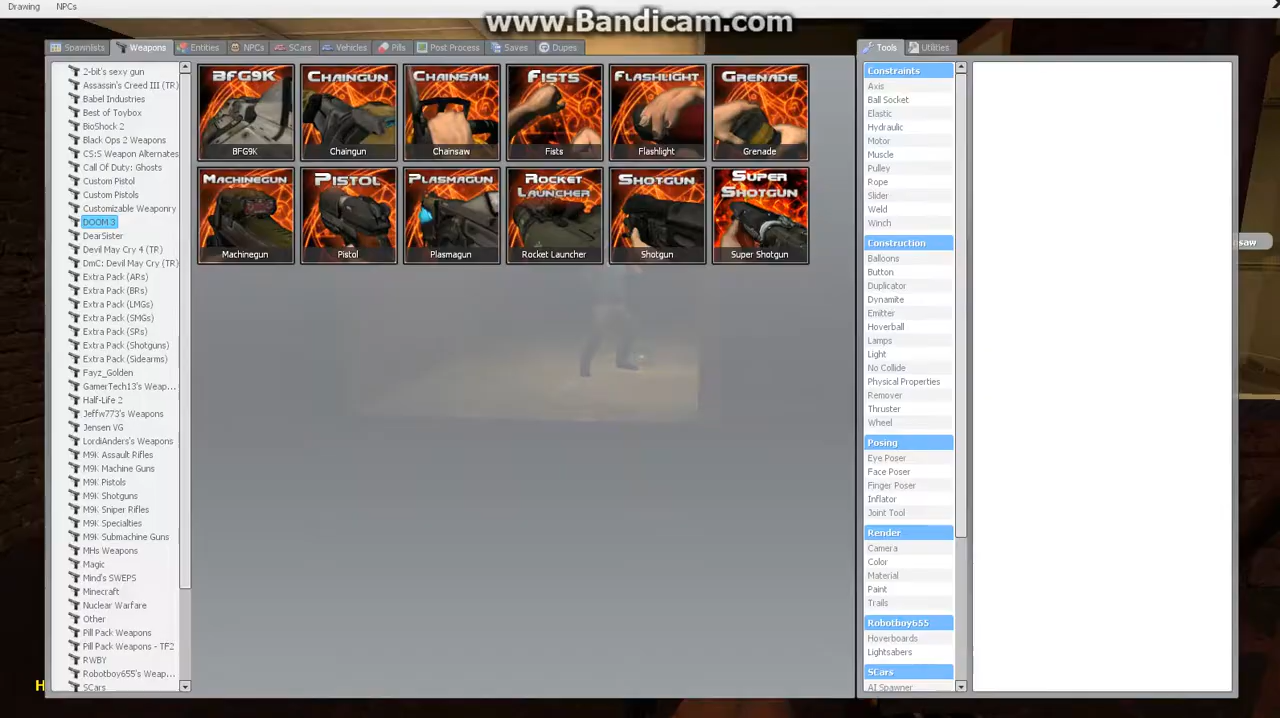 Drawing NPCs
www.Bandicam.com
Spawnlists Weapons Entities NPCs SCars Vehicles Pills Post Process Saves Dupes
Tools Utilities
2-bit's sexy gun
Assassin's Creed III (TR)
Babel Industries
Best of Toybox
BioShock 2
Black Ops 2 Weapons
CS:S Weapon Alternates
Call Of Duty: Ghosts
Custom Pistol
Custom Pistols
Customizable Weaponry
DOOM 3
DearSister
Devil May Cry 4 (TR)
DmC: Devil May Cry (TR)
Extra Pack (ARs)
Extra Pack (BRs)
Extra Pack (LMGs)
Extra Pack (SMGs)
Extra Pack (SRs)
Extra Pack (Shotguns)
Extra Pack (Sidearms)
Fayz_Golden
GamerTech13's Weap...
Half-Life 2
Jeffw773's Weapons
Jensen VG
LordiAnders's Weapons
M9K Assault Rifles
M9K Machine Guns
M9K Pistols
M9K Shotguns
M9K Sniper Rifles
M9K Specialties
M9K Submachine Guns
MHs Weapons
Magic
Mind's SWEPS
Minecraft
Nuclear Warfare
Other
Pill Pack Weapons
Pill Pack Weapons - TF2
RWBY
Robotboy655's Weap...
SCars
BFG9K CHAINGUN CHAINSAW FISTS FLASHLIGHT GRENADE
BFG9K Chaingun Chainsaw Fists Flashlight Grenade
MACHINEGUN PISTOL PLASMAGUN ROCKET LAUNCHER SHOTGUN SUPER SHOTGUN
Machinegun Pistol Plasmagun Rocket Launcher Shotgun Super Shotgun
Constraints
Axis
Ball Socket
Elastic
Hydraulic
Motor
Muscle
Pulley
Rope
Slider
Weld
Winch
Construction
Balloons
Button
Duplicator
Dynamite
Emitter
Hoverball
Lamps
Light
No Collide
Physical Properties
Remover
Thruster
Wheel
Posing
Eye Poser
Face Poser
Finger Poser
Inflator
Joint Tool
Render
Camera
Color
Material
Paint
Trails
Robotboy655
Hoverboards
Lightsabers
SCars
AI Spawner
saw
H